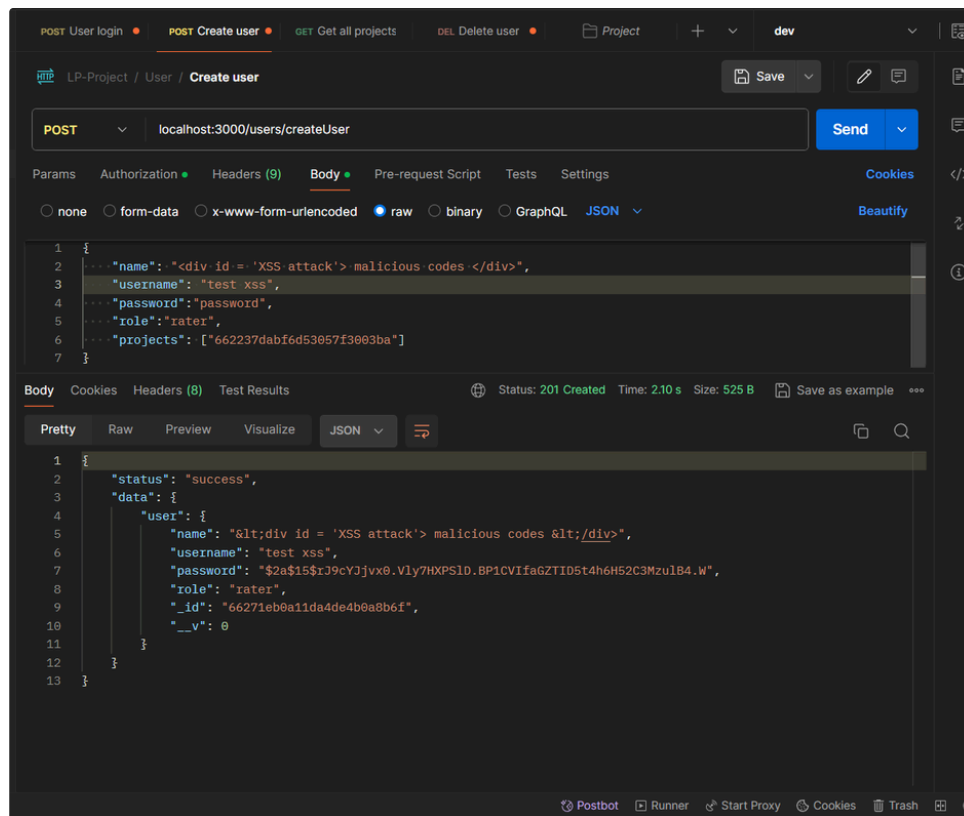 POST User login POST Create user GET Get all projects DEL Delete user Project + dev
HTTP LP-Project / User / Create user Save
POST localhost:3000/users/createUser Send
Params Authorization Headers (9) Body Pre-request Script Tests Settings Cookies
none form-data x-www-form-urlencoded raw binary GraphQL JSON Beautify
1 {
2 ····"name":·"<div·id·=·'XSS·attack'>·malicious·codes·</div>",
3 "username": "test xss",
4 ····"password":"password",
5 ····"role":"rater",
6 ····"projects":·["662237dabf6d53057f3003ba"]
7 }
Body Cookies Headers (8) Test Results Status: 201 Created Time: 2.10 s Size: 525 B Save as example
Pretty Raw Preview Visualize JSON
1 {
2 "status": "success",
3 "data": {
4 "user": {
5 "name": "&lt;div id = 'XSS attack'> malicious codes &lt;/div>",
6 "username": "test xss",
7 "password": "$2a$15$rJ9cYJjvx0.Vly7HXPSlD.BP1CVIfaGZTID5t4h6H52C3MzulB4.W",
8 "role": "rater",
9 "_id": "66271eb0a11da4de4b0a8b6f",
10 "__v": 0
11 }
12 }
13 }
Postbot Runner Start Proxy Cookies Trash